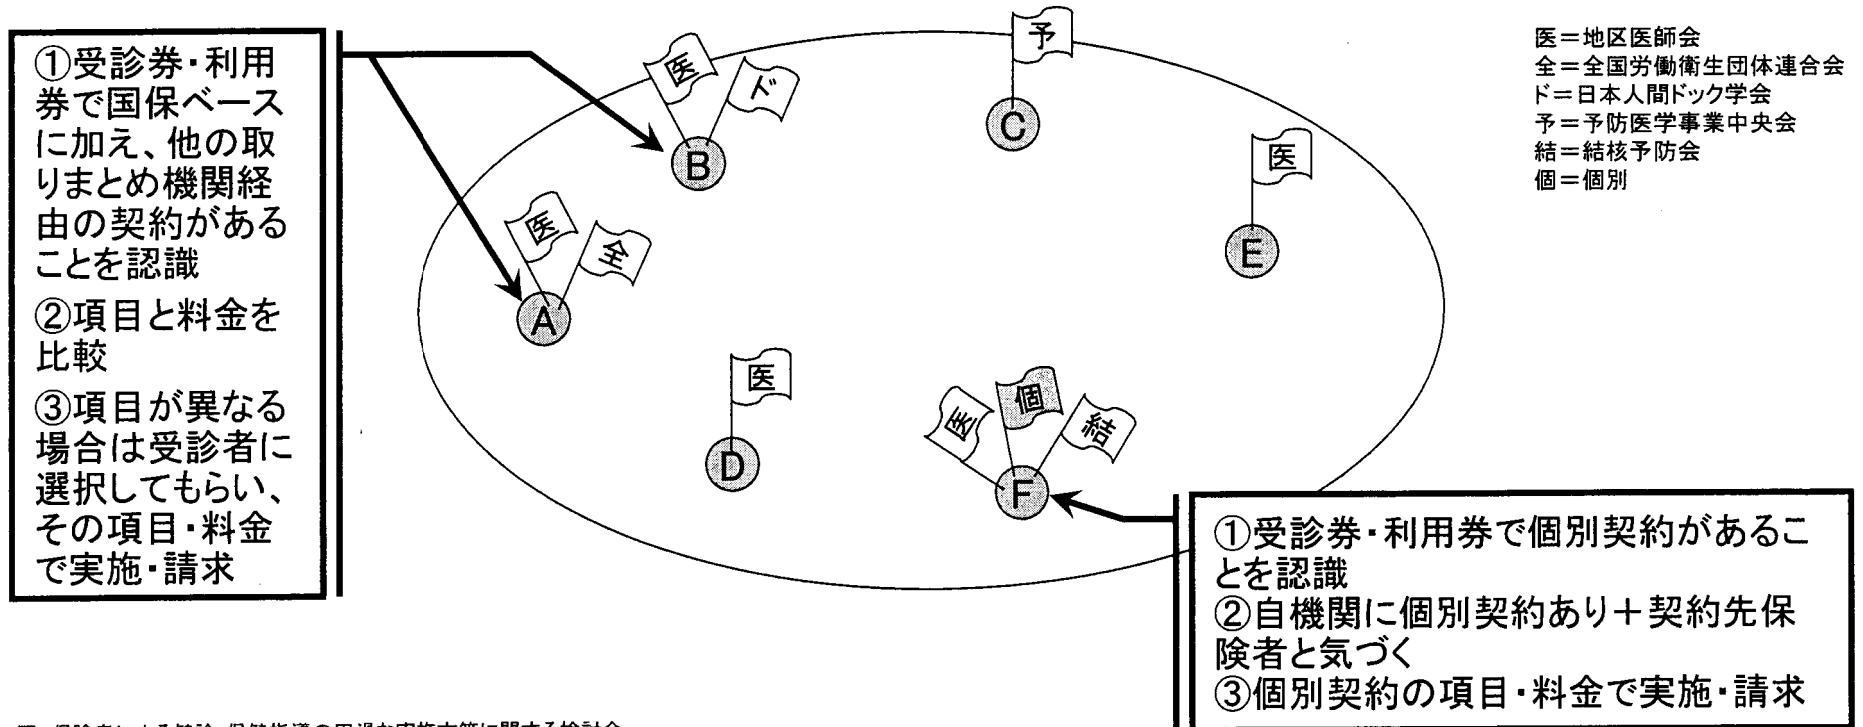 ①受診券・利用
券で国保ベース
に加え、他の取
りまとめ機関経
由の契約がある
ことを認識
②項目と料金を
比較
③項目が異なる
場合は受診者に
選択してもらい、
その項目・料金
で実施・請求
医
ド
B
予
C
医
E
医
全
A
医
D
医
個
結
F
医＝地区医師会
全＝全国労働衛生団体連合会
ド＝日本人間ドック学会
予＝予防医学事業中央会
結＝結核予防会
個＝個別
①受診券・利用券で個別契約があるこ
とを認識
②自機関に個別契約あり＋契約先保
険者と気づく
③個別契約の項目・料金で実施・請求